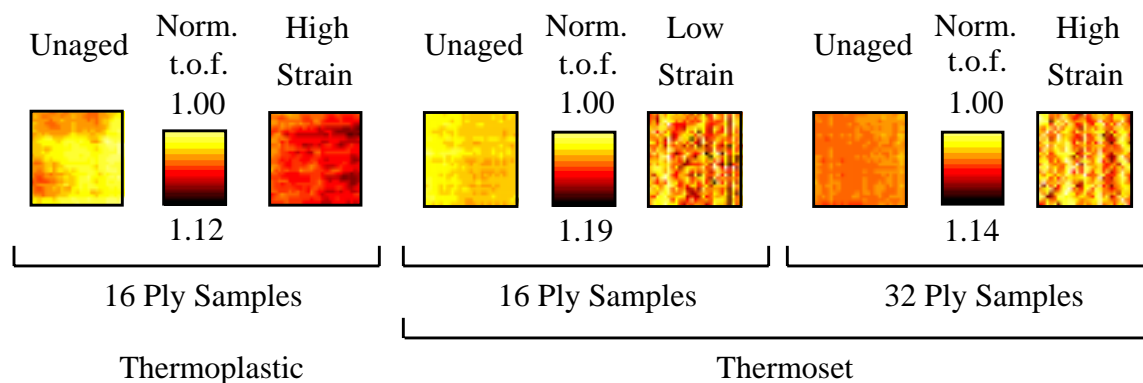 Unaged
Norm.
t.o.f.
1.00
1.12
High
Strain
Unaged
Norm.
t.o.f.
1.00
1.19
Low
Strain
Unaged
Norm.
t.o.f.
1.00
1.14
High
Strain
16 Ply Samples
16 Ply Samples
32 Ply Samples
Thermoplastic
Thermoset